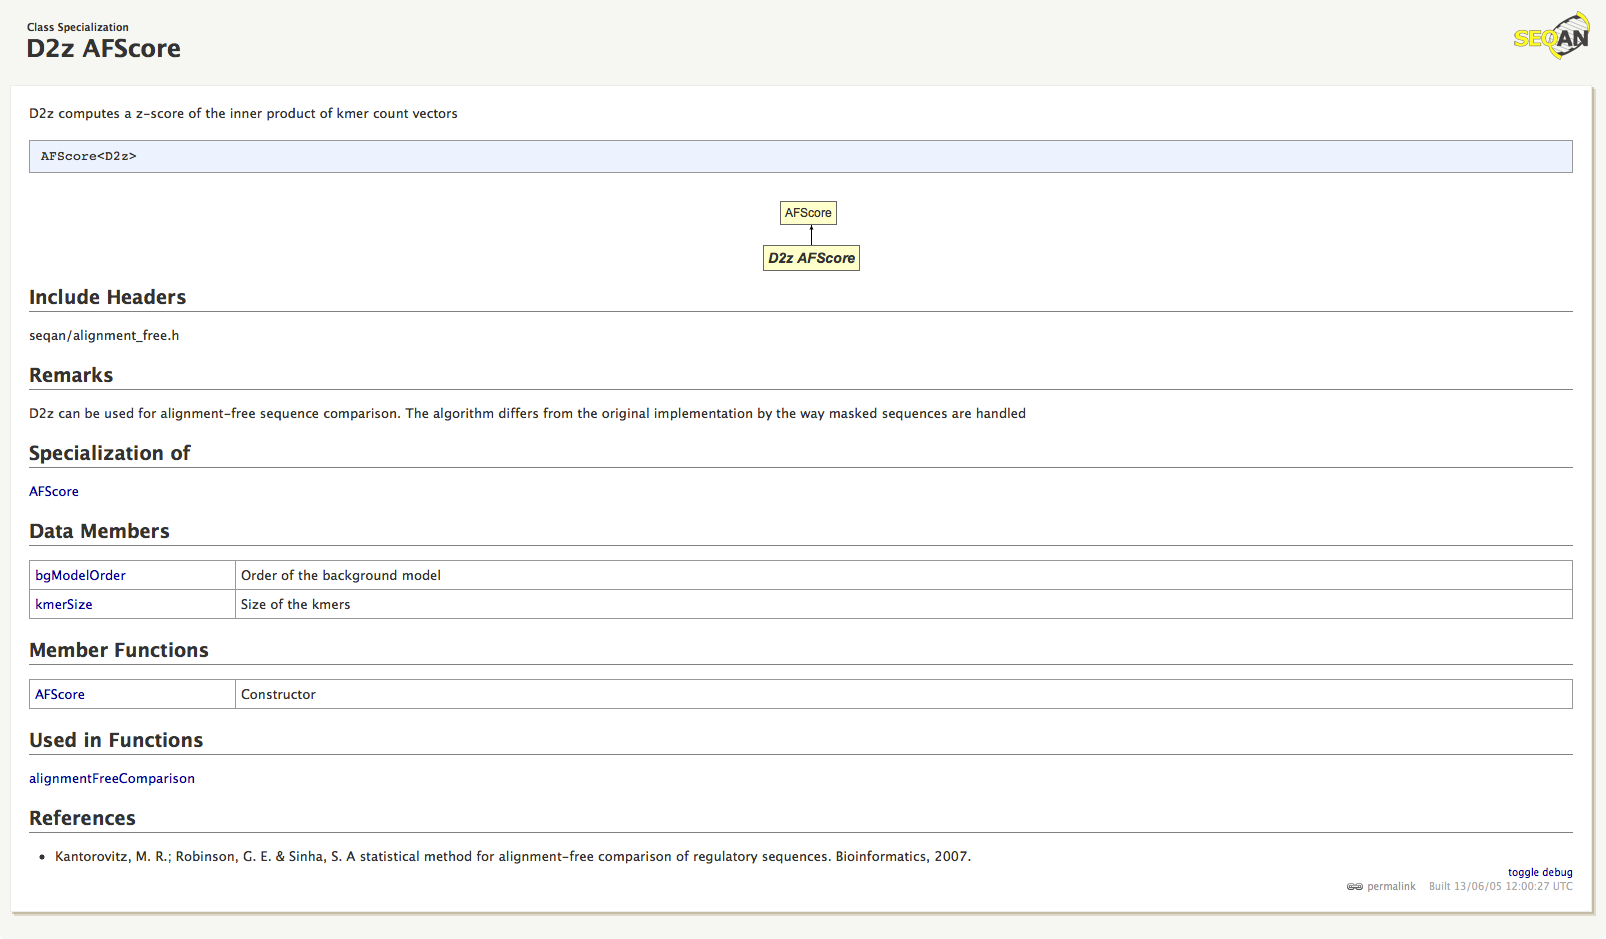 Class Specialization
D2z AFScore
SEQAN
D2z computes a z-score of the inner product of kmer count vectors
AFScore<D2z>
AFScore
D2z AFScore
Include Headers
seqan/alignment_free.h
Remarks
D2z can be used for alignment-free sequence comparison. The algorithm differs from the original implementation by the way masked sequences are handled
Specialization of
AFScore
Data Members
bgModelOrder Order of the background model
kmerSize Size of the kmers
Member Functions
AFScore Constructor
Used in Functions
alignmentFreeComparison
References
• Kantorovitz, M. R.; Robinson, G. E. & Sinha, S. A statistical method for alignment-free comparison of regulatory sequences. Bioinformatics, 2007.
toggle debug
permalink Built 13/06/05 12:00:27 UTC